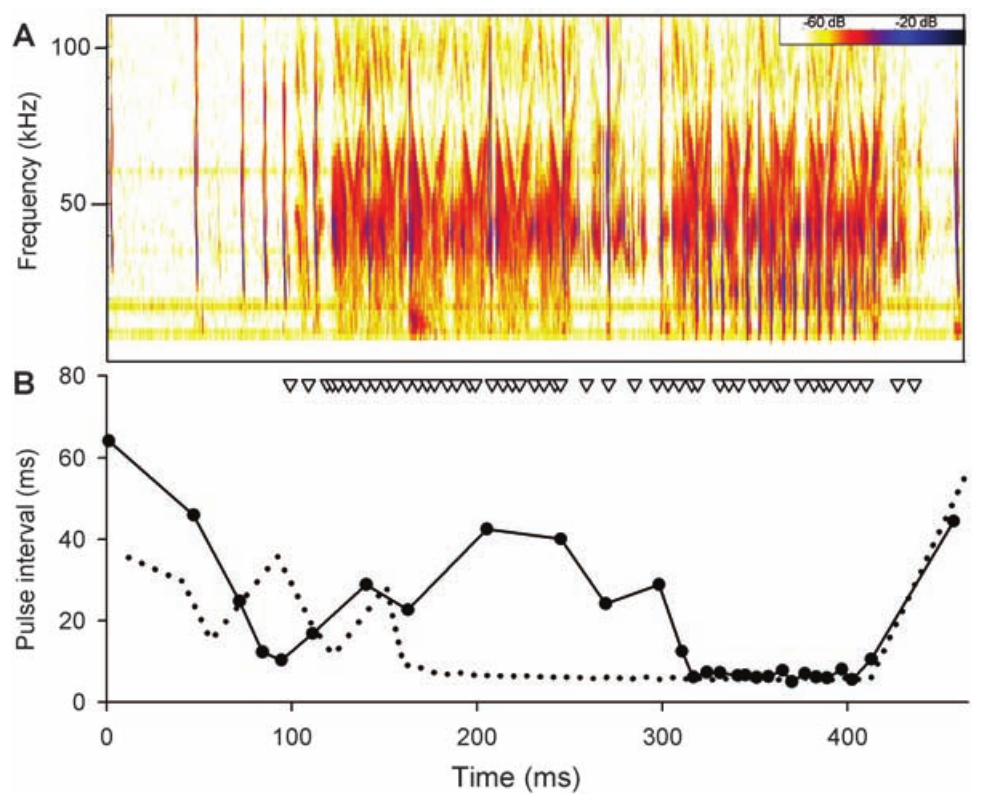 A
-60 dB -20 dB
100
50
Frequency (kHz)
B
80
60
40
20
0
Pulse interval (ms)
0 100 200 300 400
Time (ms)